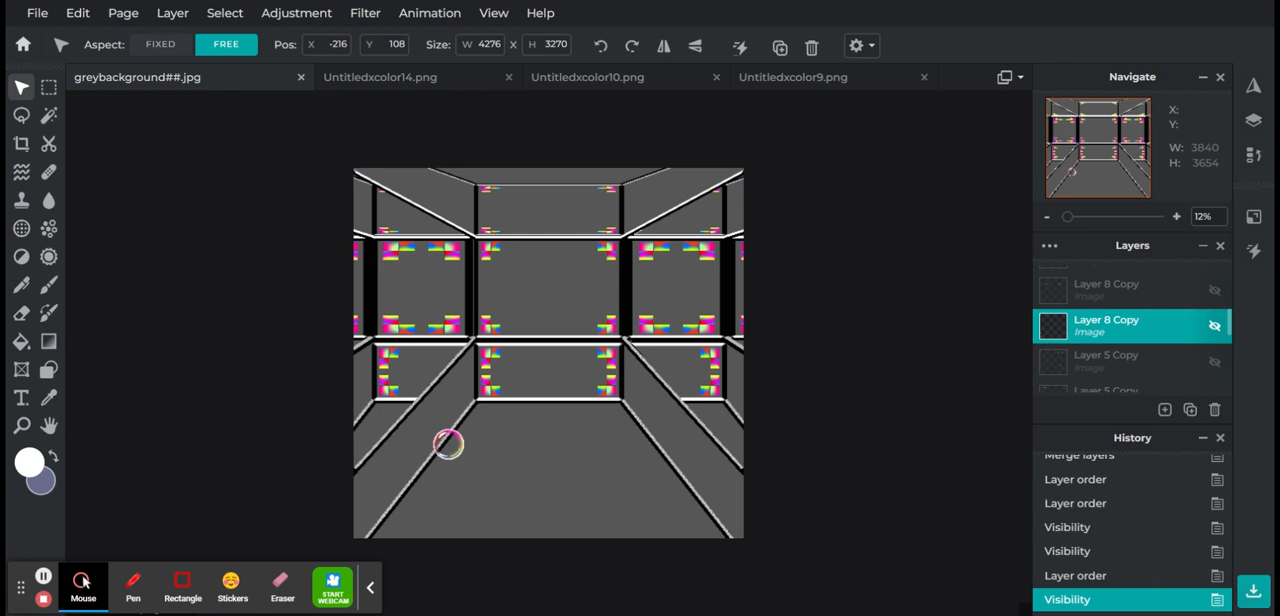 File Edit Page Layer Select Adjustment Filter Animation View Help
Aspect: FIXED FREE Pos: X -216 Y 108 Size: W 4276 X H 3270
greybackground##.jpg Untitledxcolor14.png Untitledxcolor10.png Untitledxcolor9.png
Navigate
X:
Y:
W: 3840
H: 3654
12%
Layers
Layer 8 Copy
Image
Layer 8 Copy
Image
Layer 5 Copy
Image
Layer 5 Copy
History
Merge layers
Layer order
Layer order
Visibility
Visibility
Layer order
Visibility
Mouse Pen Rectangle Stickers Eraser START
WEBCAM